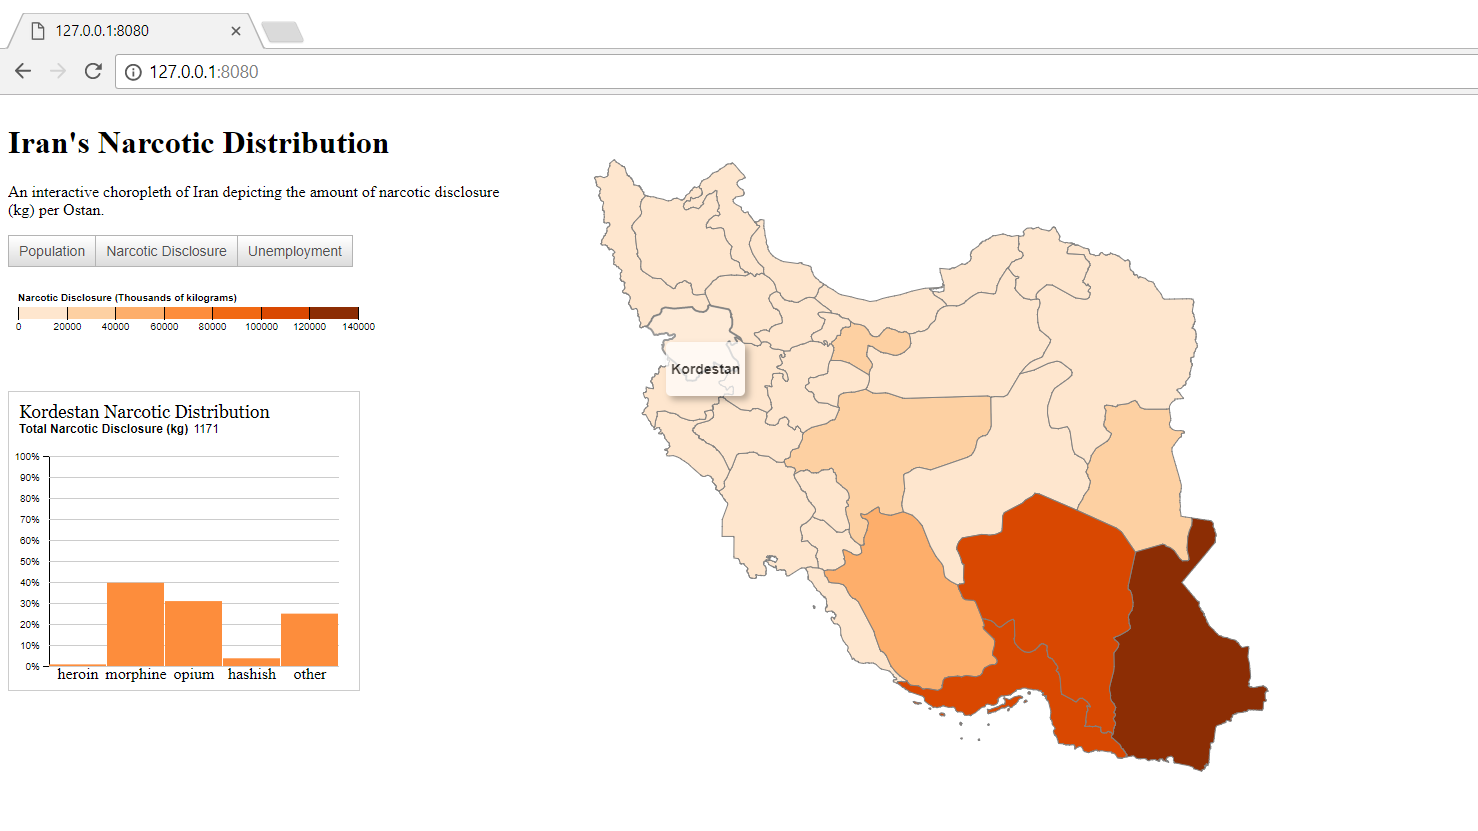 127.0.0.1:8080
127.0.0.1:8080
Iran's Narcotic Distribution
An interactive choropleth of Iran depicting the amount of narcotic disclosure
(kg) per Ostan.
Population Narcotic Disclosure Unemployment
Narcotic Disclosure (Thousands of kilograms)
0 20000 40000 60000 80000 100000 120000 140000
Kordestan
Kordestan Narcotic Distribution
Total Narcotic Disclosure (kg) 1171
100%
90%
80%
70%
60%
50%
40%
30%
20%
10%
0%
heroin morphine opium hashish other